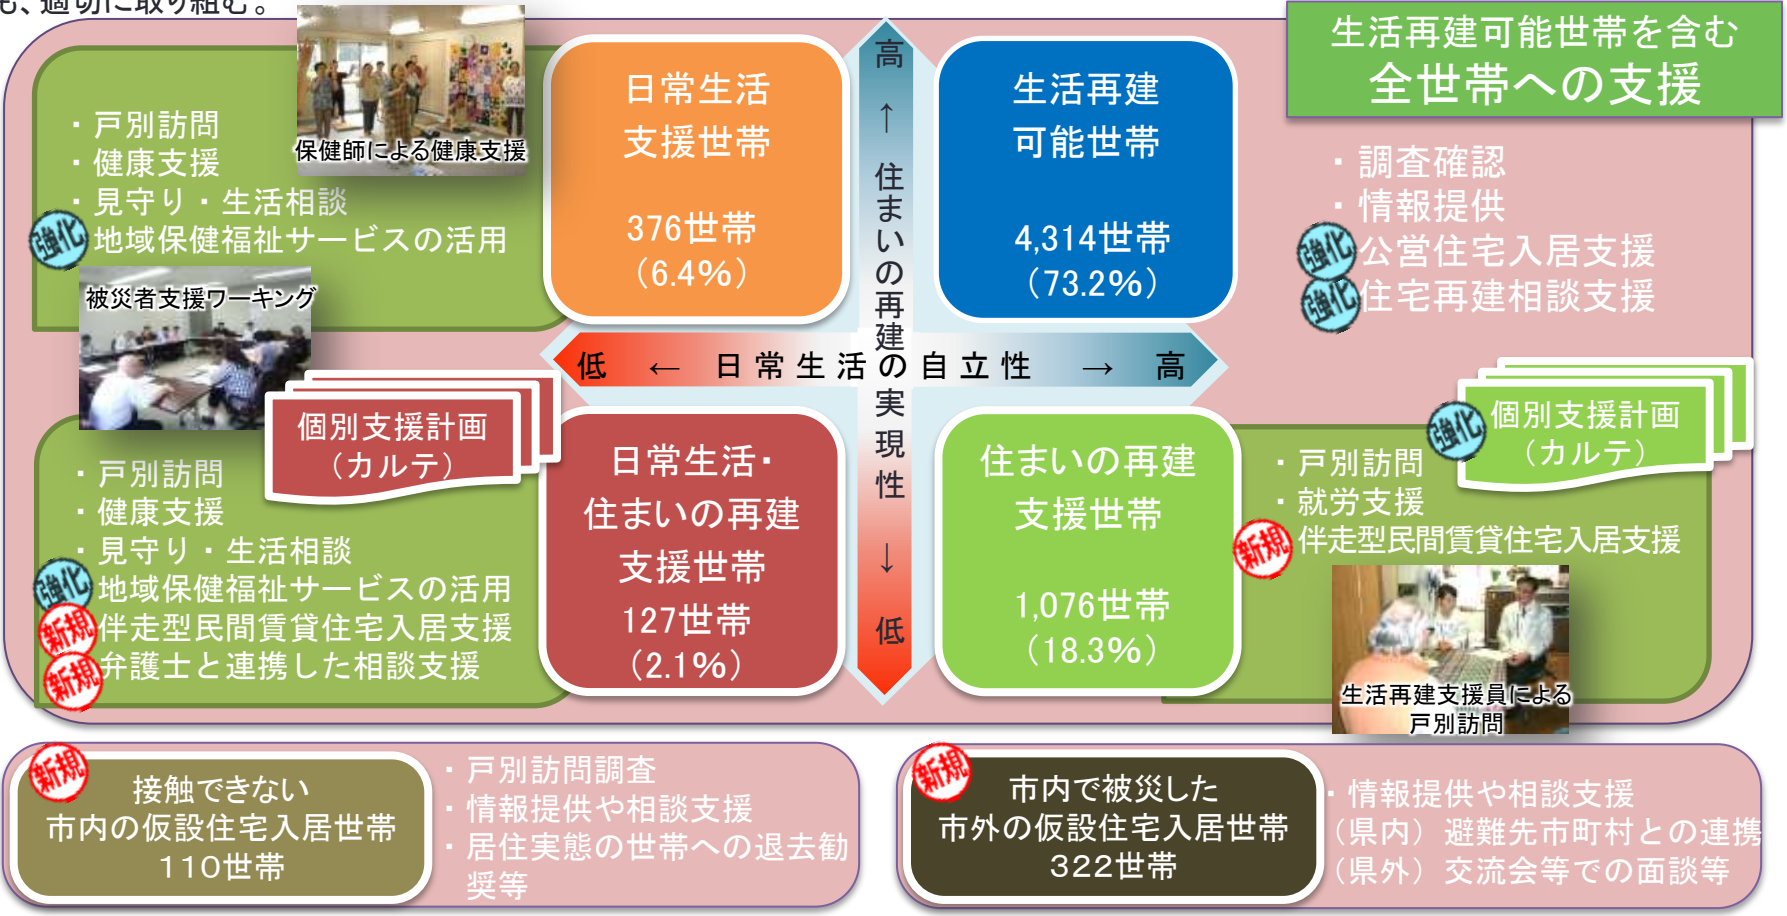 も、適切に取り組む。
生活再建可能世帯を含む
全世帯への支援
・調査確認
・情報提供
強化 公営住宅入居支援
強化 住宅再建相談支援
・戸別訪問
・健康支援
・見守り・生活相談
強化 地域保健福祉サービスの活用
保健師による健康支援
被災者支援ワーキング
日常生活
支援世帯
376世帯
（6.4％）
生活再建
可能世帯
4,314世帯
（73.2％）
高 ↑ 住まいの再建の実現性 ↓ 低
低 ← 日常生活の自立性 → 高
個別支援計画
（カルテ）
・戸別訪問
・健康支援
・見守り・生活相談
強化 地域保健福祉サービスの活用
新規 伴走型民間賃貸住宅入居支援
新規 弁護士と連携した相談支援
日常生活・
住まいの再建
支援世帯
127世帯
（2.1％）
住まいの再建
支援世帯
1,076世帯
（18.3％）
強化 個別支援計画
（カルテ）
・戸別訪問
・就労支援
新規 伴走型民間賃貸住宅入居支援
生活再建支援員による
戸別訪問
新規
接触できない
市内の仮設住宅入居世帯
110世帯
・戸別訪問調査
・情報提供や相談支援
・居住実態の世帯への退去勧
奨等
新規
市内で被災した
市外の仮設住宅入居世帯
322世帯
・情報提供や相談支援
（県内）避難先市町村との連携
（県外）交流会等での面談等